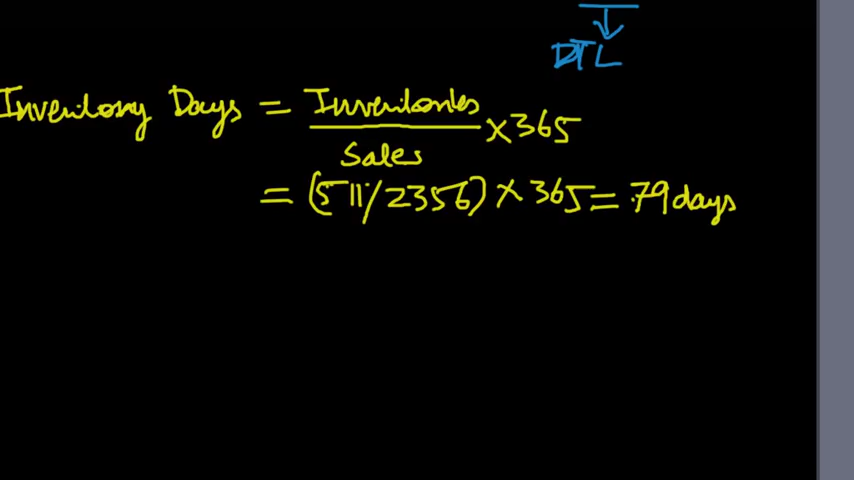 DTL
Inventory Days = Inventories
× 365
Sales
= (511/2356) × 365 = 79 days